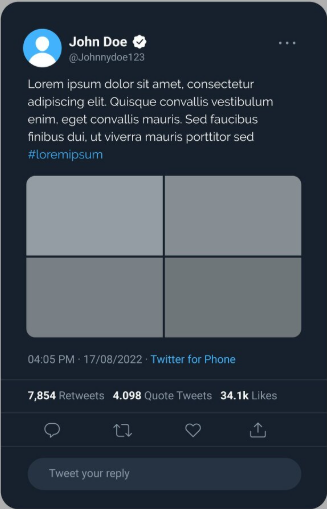 John Doe
@Johnnydoe123
Lorem ipsum dolor sit amet, consectetur
adipiscing elit. Quisque convallis vestibulum
enim, eget convallis mauris. Sed faucibus
finibus dui, ut viverra mauris porttitor sed
#loremipsum
04:05 PM · 17/08/2022 · Twitter for Phone
7,854 Retweets 4.098 Quote Tweets 34.1k Likes
Tweet your reply